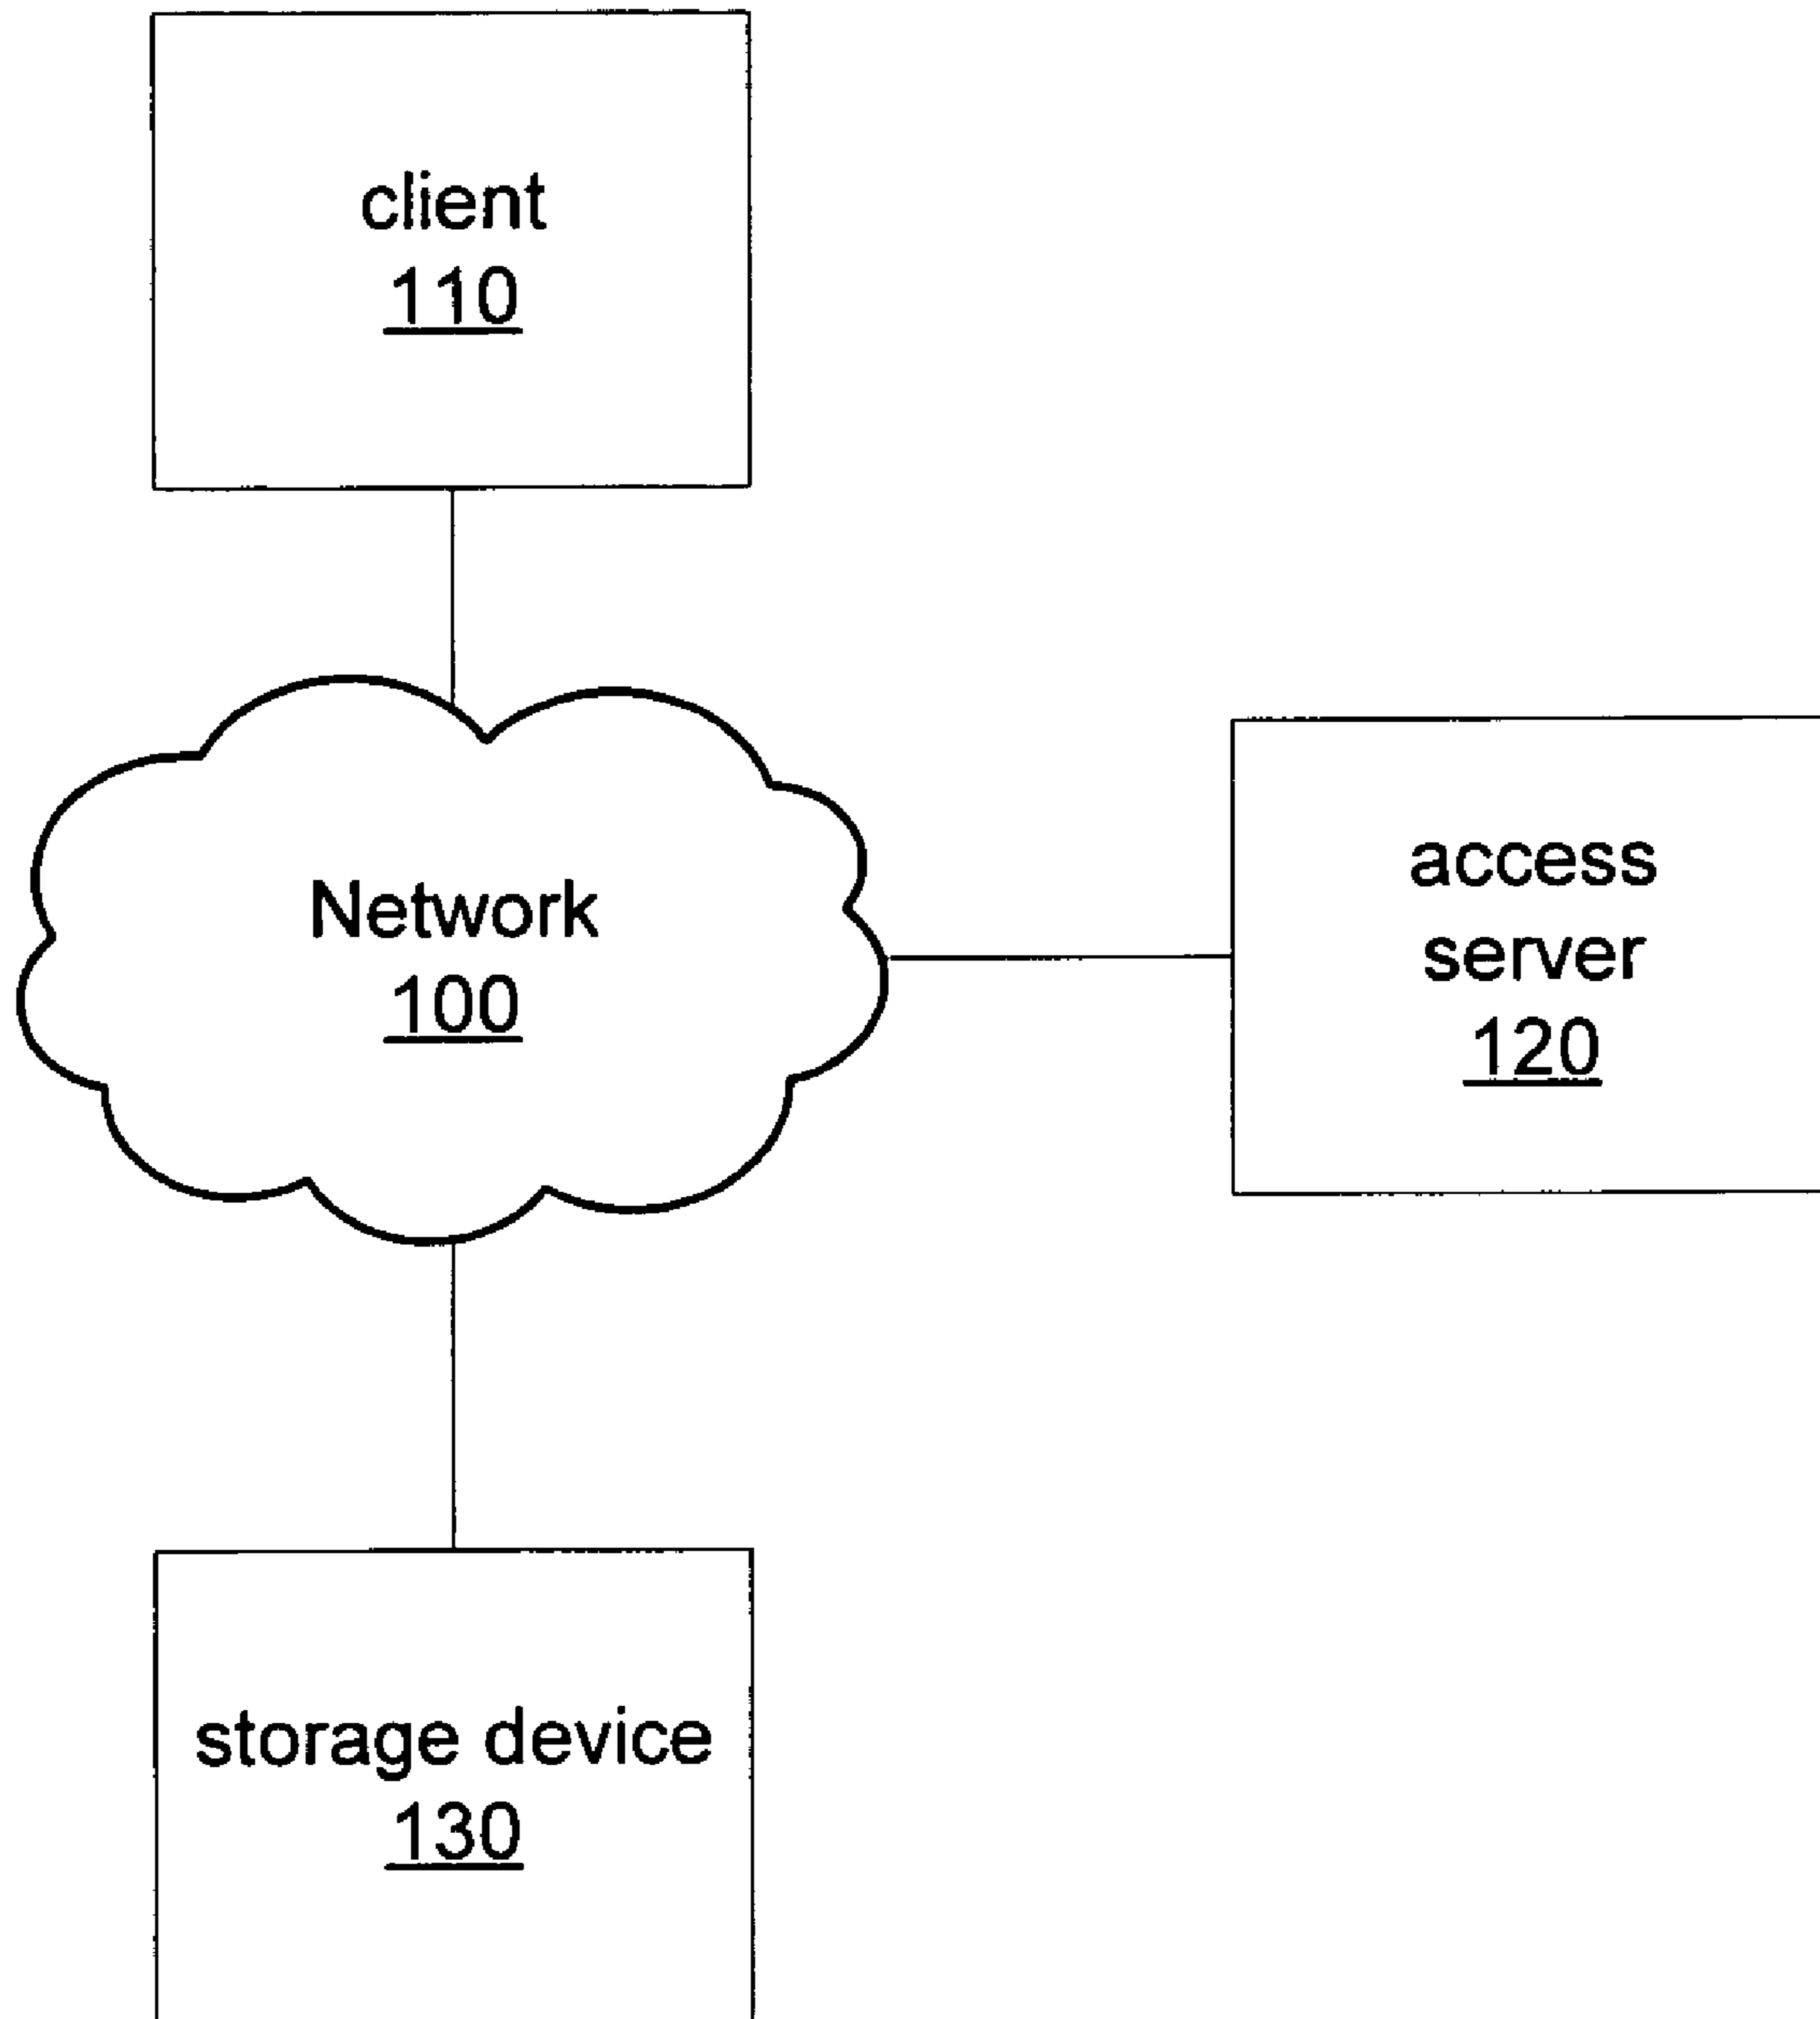 client
110
Network
100
access
server
120
storage device
130